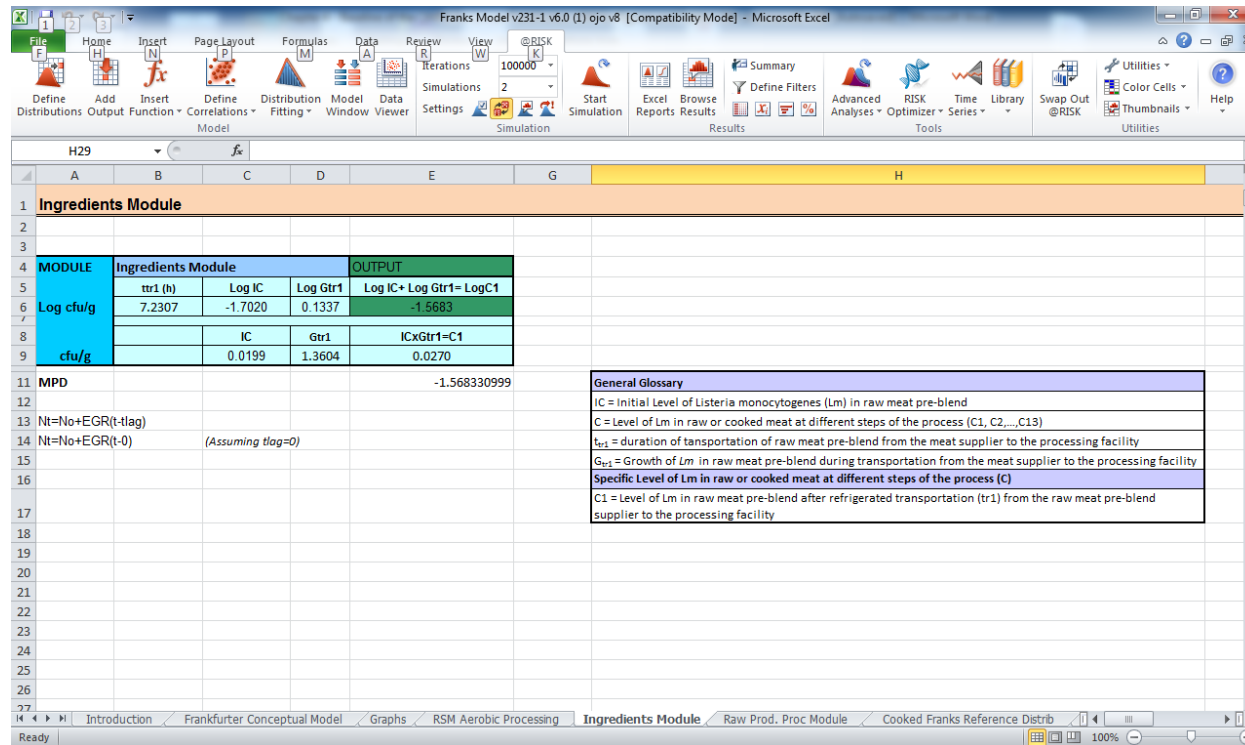 Franks Model v231-1 v6.0 (1) ojo v8 [Compatibility Mode] - Microsoft Excel
1 2 3
File Home Insert Page Layout Formulas Data Review View @RISK
F H N P M A R W K
Iterations 100000
Simulations 2
Settings
Define Distributions
Add Output
Insert Function
Define Correlations
Distribution Fitting
Model Window
Data Viewer
Start Simulation
Excel Reports
Browse Results
Summary
Define Filters
Advanced Analyses
RISK Optimizer
Time Series
Library
Swap Out @RISK
Utilities
Color Cells
Thumbnails
Help
Model Simulation Results Tools Utilities
H29 fx
A B C D E G H
1 Ingredients Module
2
3
4 MODULE Ingredients Module OUTPUT
5 ttr1 (h) Log IC Log Gtr1 Log IC+ Log Gtr1= LogC1
6 Log cfu/g 7.2307 -1.7020 0.1337 -1.5683
7
8 IC Gtr1 ICxGtr1=C1
9 cfu/g 0.0199 1.3604 0.0270
11 MPD -1.568330999 General Glossary
12 IC = Initial Level of Listeria monocytogenes (Lm) in raw meat pre-blend
13 Nt=No+EGR(t-tlag) C = Level of Lm in raw or cooked meat at different steps of the process (C1, C2,...,C13)
14 Nt=No+EGR(t-0) (Assuming tlag=0) ttr1 = duration of tansportation of raw meat pre-blend from the meat supplier to the processing facility
15 Gtr1 = Growth of Lm in raw meat pre-blend during transportation from the meat supplier to the processing facility
16 Specific Level of Lm in raw or cooked meat at different steps of the process (C)
C1 = Level of Lm in raw meat pre-blend after refrigerated transportation (tr1) from the raw meat pre-blend
17 supplier to the processing facility
18
19
20
21
22
23
24
25
26
27
Introduction Frankfurter Conceptual Model Graphs RSM Aerobic Processing Ingredients Module Raw Prod. Proc Module Cooked Franks Reference Distrib
Ready 100%